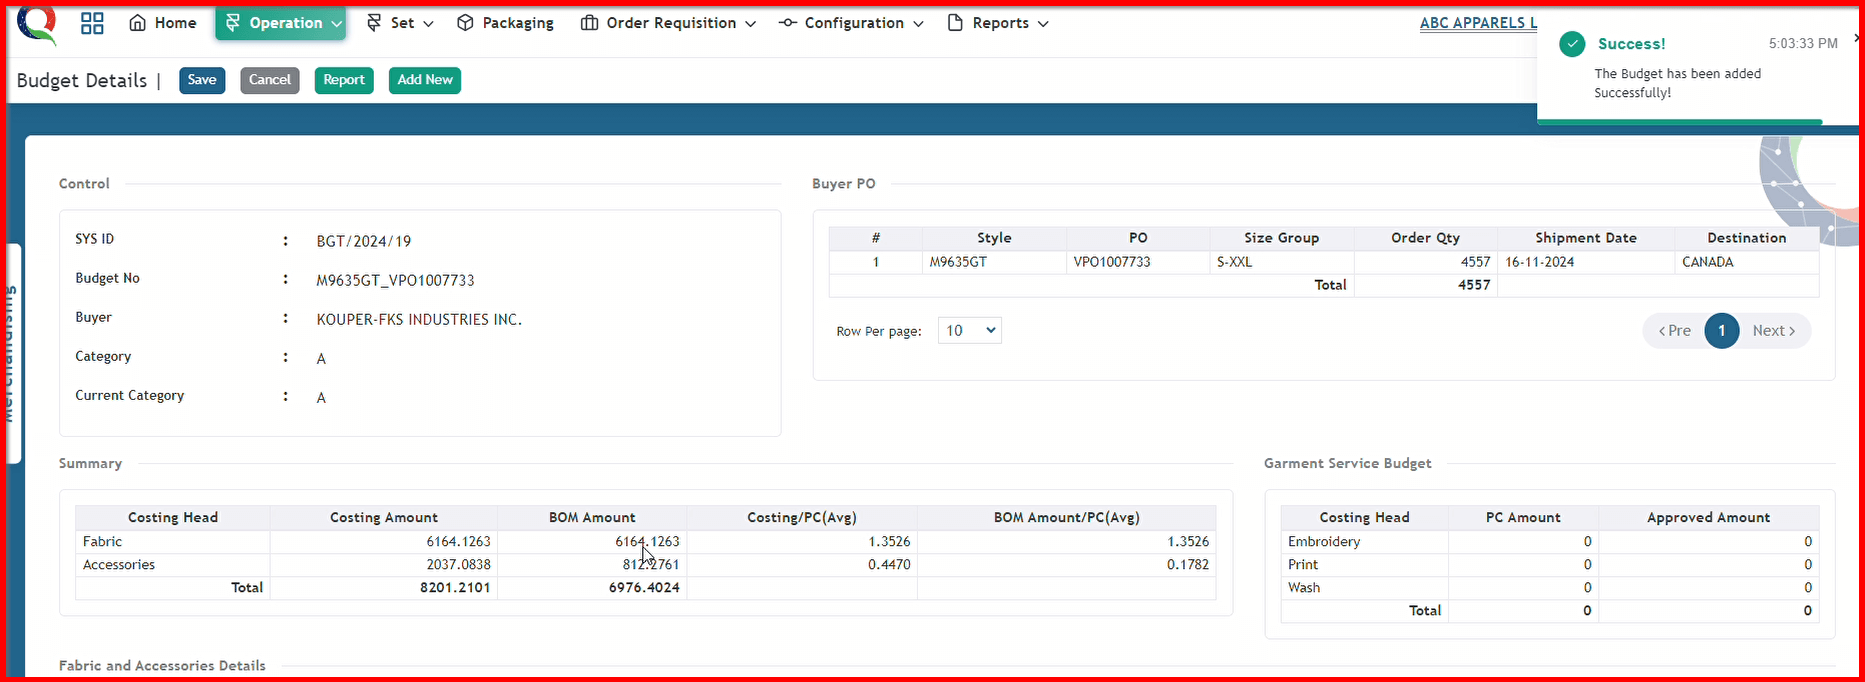 Home Operation Set Packaging Order Requisition Configuration Reports ABC APPARELS L
Success! 5:03:33 PM
The Budget has been added
Successfully!
Budget Details | Save Cancel Report Add New
Merchandising
Control
SYS ID : BGT/2024/19
Budget No : M9635GT_VPO1007733
Buyer : KOUPER-FKS INDUSTRIES INC.
Category : A
Current Category : A
Buyer PO
# Style PO Size Group Order Qty Shipment Date Destination
1 M9635GT VPO1007733 S-XXL 4557 16-11-2024 CANADA
Total 4557
Row Per page: 10 Pre 1 Next
Summary
Costing Head Costing Amount BOM Amount Costing/PC(Avg) BOM Amount/PC(Avg)
Fabric 6164.1263 6164.1263 1.3526 1.3526
Accessories 2037.0838 812.2761 0.4470 0.1782
Total 8201.2101 6976.4024
Garment Service Budget
Costing Head PC Amount Approved Amount
Embroidery 0 0
Print 0 0
Wash 0 0
Total 0 0
Fabric and Accessories Details